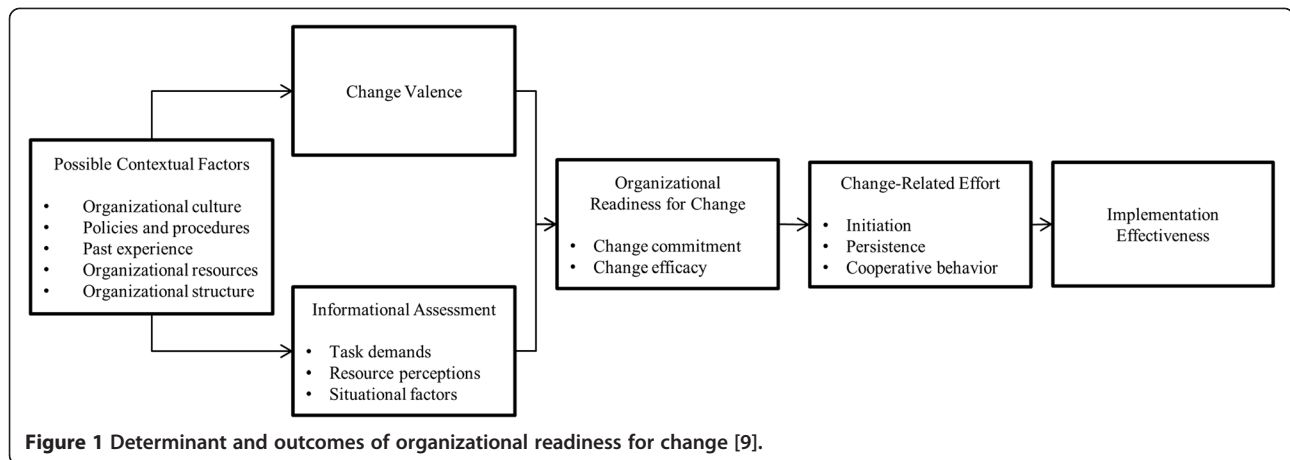 Change Valence
Possible Contextual Factors
• Organizational culture
• Policies and procedures
• Past experience
• Organizational resources
• Organizational structure
Informational Assessment
• Task demands
• Resource perceptions
• Situational factors
Organizational
Readiness for Change
• Change commitment
• Change efficacy
Change-Related Effort
• Initiation
• Persistence
• Cooperative behavior
Implementation
Effectiveness
Figure 1 Determinant and outcomes of organizational readiness for change [9].